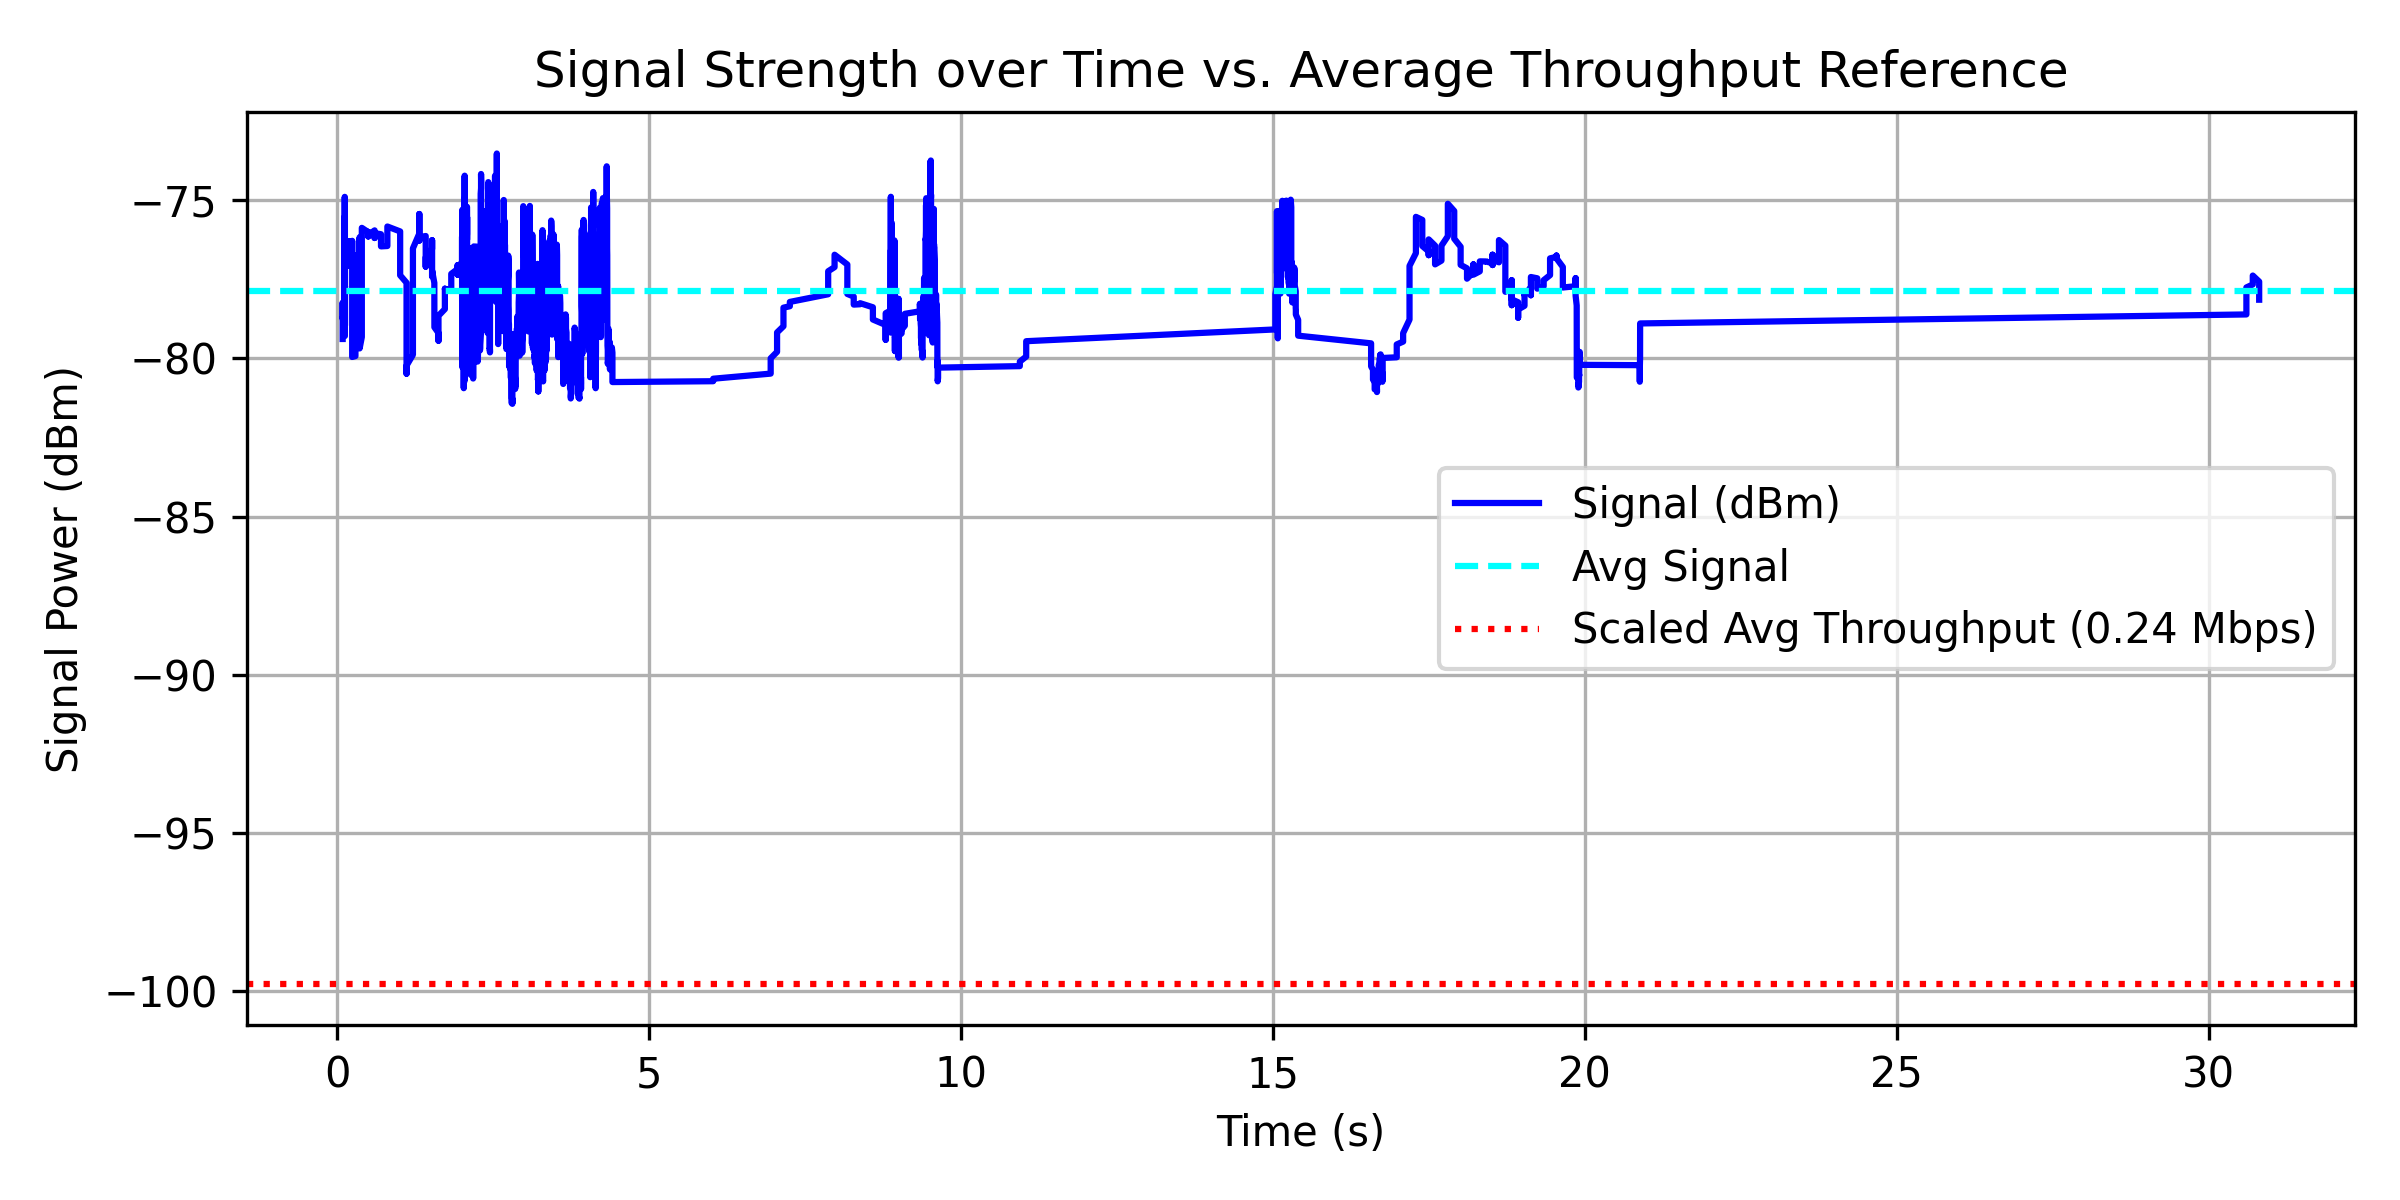 Signal Strength over Time vs. Average Throughput Reference
Signal Power (dBm)
−75
−80
−85
−90
−95
−100
Signal (dBm)
Avg Signal
Scaled Avg Throughput (0.24 Mbps)
0
5
10
15
20
25
30
Time (s)